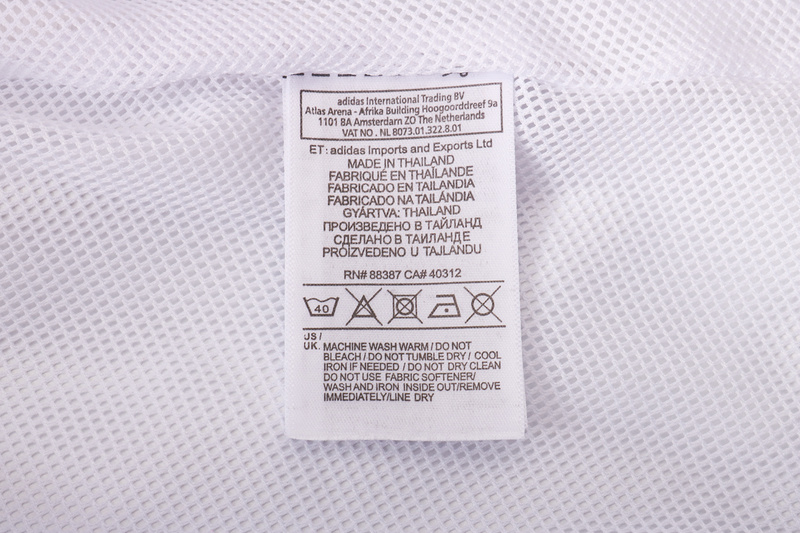 adidas International Trading BV
Atlas Arena - Afrika Building Hoogoorddreef 9a
1101 BA Amsterdam ZO The Netherlands
VAT NO . NL 8073.01.322.8.01
ET: adidas Imports and Exports Ltd
MADE IN THAILAND
FABRIQUÉ EN THAÏLANDE
FABRICADO EN TAILANDIA
FABRICADO NA TAILÂNDIA
GYÁRTVA: THAILAND
ПРОИЗВЕДЕНО В ТАЙЛАНД
СДЕЛАНО В ТАИЛАНДЕ
PROIZVEDENO U TAJLANDU
RN# 88387 CA# 40312
40
US /
UK. MACHINE WASH WARM / DO NOT
BLEACH / DO NOT TUMBLE DRY / COOL
IRON IF NEEDED / DO NOT DRY CLEAN
DO NOT USE FABRIC SOFTENER/
WASH AND IRON INSIDE OUT/REMOVE
IMMEDIATELY/LINE DRY